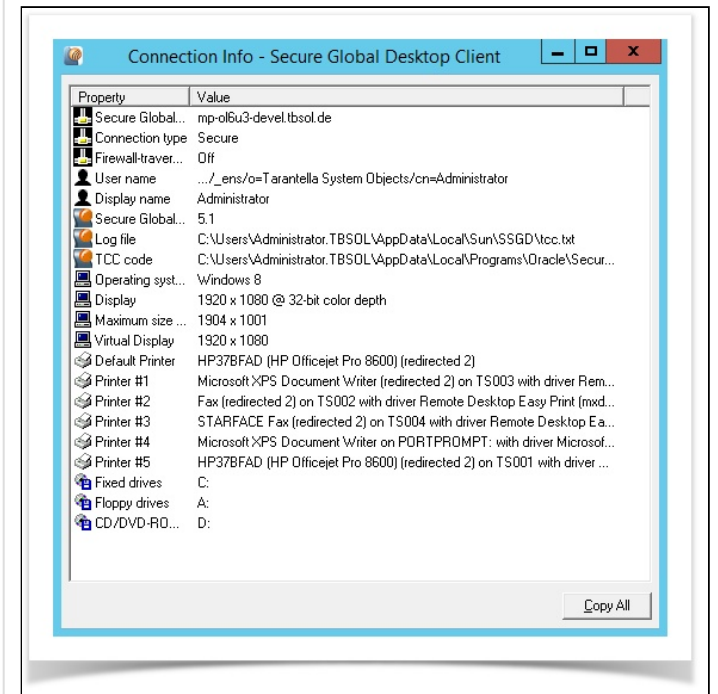 Connection Info - Secure Global Desktop Client
Property Value
Secure Global... mp-ol6u3-devel.tbsol.de
Connection type Secure
Firewall-traver... Off
User name .../_ens/o=Tarantella System Objects/cn=Administrator
Display name Administrator
Secure Global... 5.1
Log file C:\Users\Administrator.TBSOL\AppData\Local\Sun\SSGD\tcc.txt
TCC code C:\Users\Administrator.TBSOL\AppData\Local\Programs\Oracle\Secur...
Operating syst... Windows 8
Display 1920 x 1080 @ 32-bit color depth
Maximum size ... 1904 x 1001
Virtual Display 1920 x 1080
Default Printer HP37BFAD (HP Officejet Pro 8600) (redirected 2)
Printer #1 Microsoft XPS Document Writer (redirected 2) on TS003 with driver Rem...
Printer #2 Fax (redirected 2) on TS002 with driver Remote Desktop Easy Print (mxd...
Printer #3 STARFACE Fax (redirected 2) on TS004 with driver Remote Desktop Ea...
Printer #4 Microsoft XPS Document Writer on PORTPROMPT: with driver Microsof...
Printer #5 HP37BFAD (HP Officejet Pro 8600) (redirected 2) on TS001 with driver ...
Fixed drives C:
Floppy drives A:
CD/DVD-RO... D:
Copy All